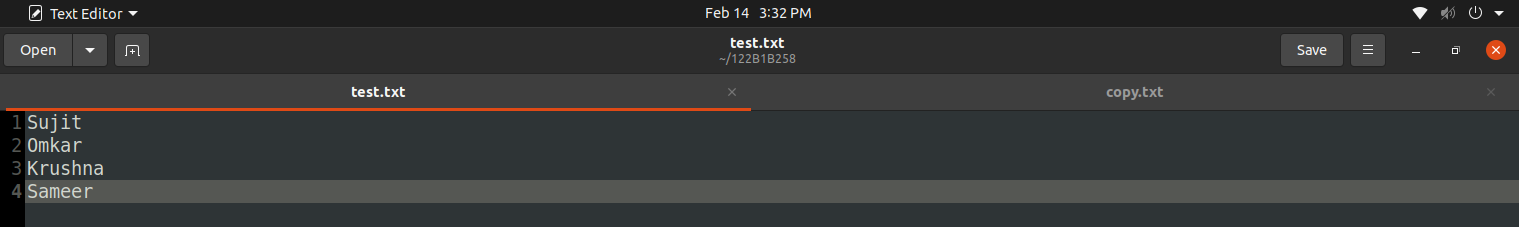 Text Editor
Feb 14 3:32 PM
Open
test.txt
~/122B1B258
Save
test.txt
copy.txt
1 Sujit
2 Omkar
3 Krushna
4 Sameer